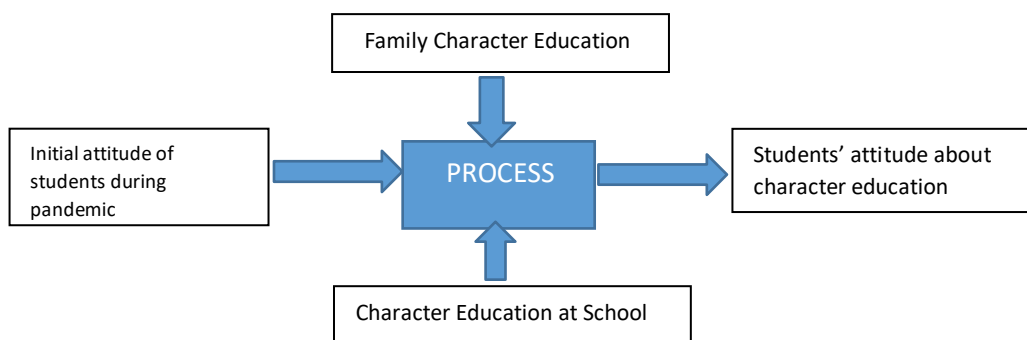 Family Character Education
Initial attitude of
students during
pandemic
PROCESS
Students’ attitude about
character education
Character Education at School